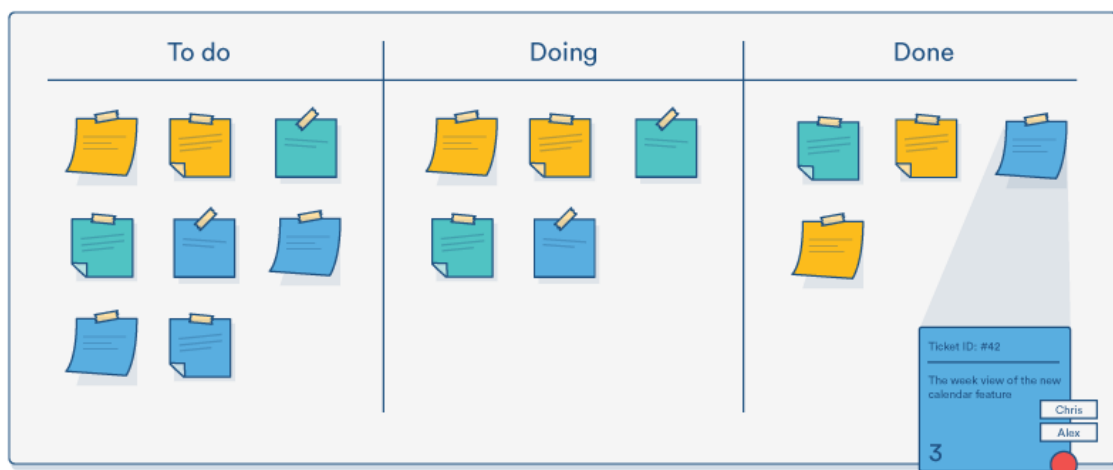 To do
Doing
Done
Ticket ID: #42
The week view of the new
calendar feature
Chris
Alex
3